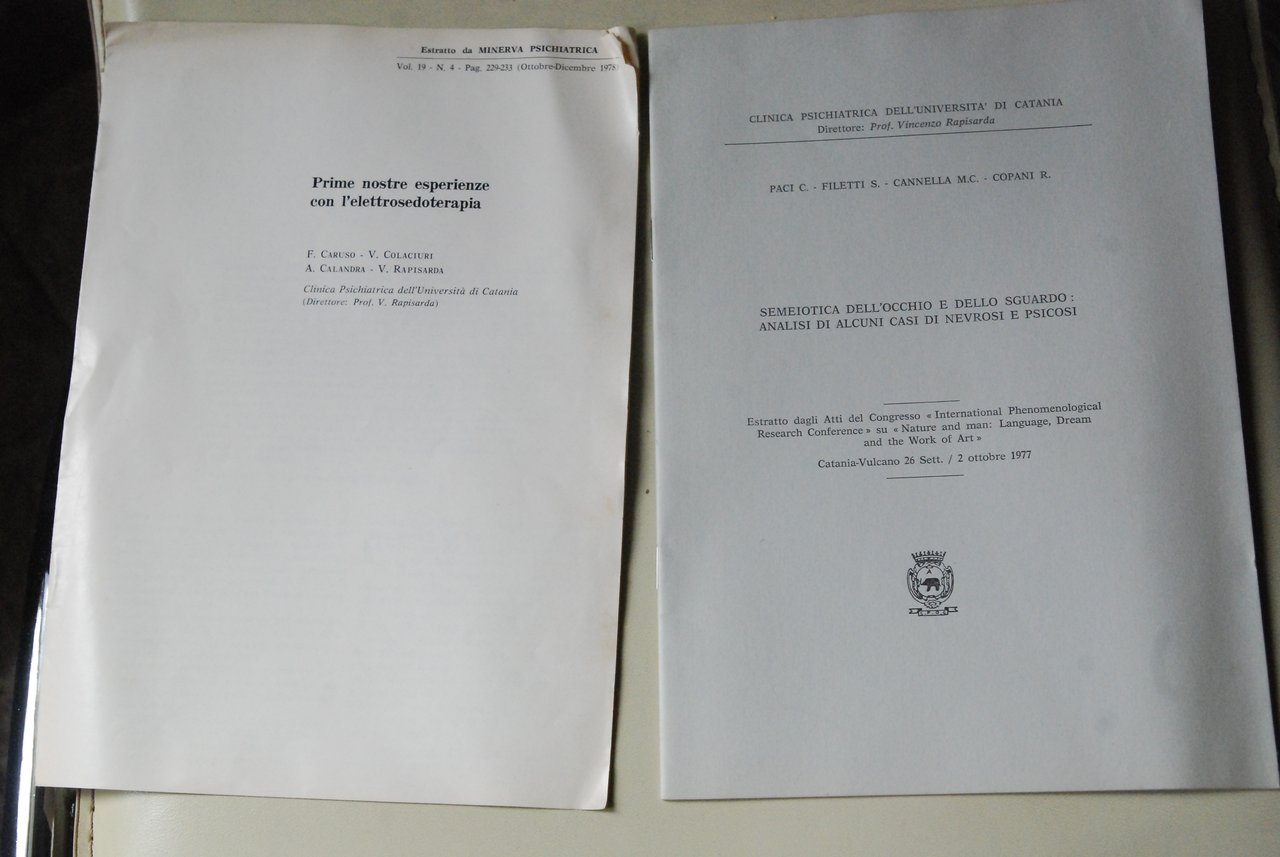 Estratto da MINERVA PSICHIATRICA
Vol. 19 - N. 4 - Pag. 229-233 (Ottobre-Dicembre 1978)
Prime nostre esperienze
con l'elettrosedoterapia
F. CARUSO - V. COLACIURI
A. CALANDRA - V. RAPISARDA
Clinica Psichiatrica dell'Università di Catania
(Direttore: Prof. V. Rapisarda)
CLINICA PSICHIATRICA DELL'UNIVERSITA' DI CATANIA
Direttore: Prof. Vincenzo Rapisarda
PACI C. - FILETTI S. - CANNELLA M.C. - COPANI R.
SEMEIOTICA DELL'OCCHIO E DELLO SGUARDO :
ANALISI DI ALCUNI CASI DI NEVROSI E PSICOSI
Estratto dagli Atti del Congresso « International Phenomenological
Research Conference » su « Nature and man: Language, Dream
and the Work of Art »
Catania-Vulcano 26 Sett. / 2 ottobre 1977